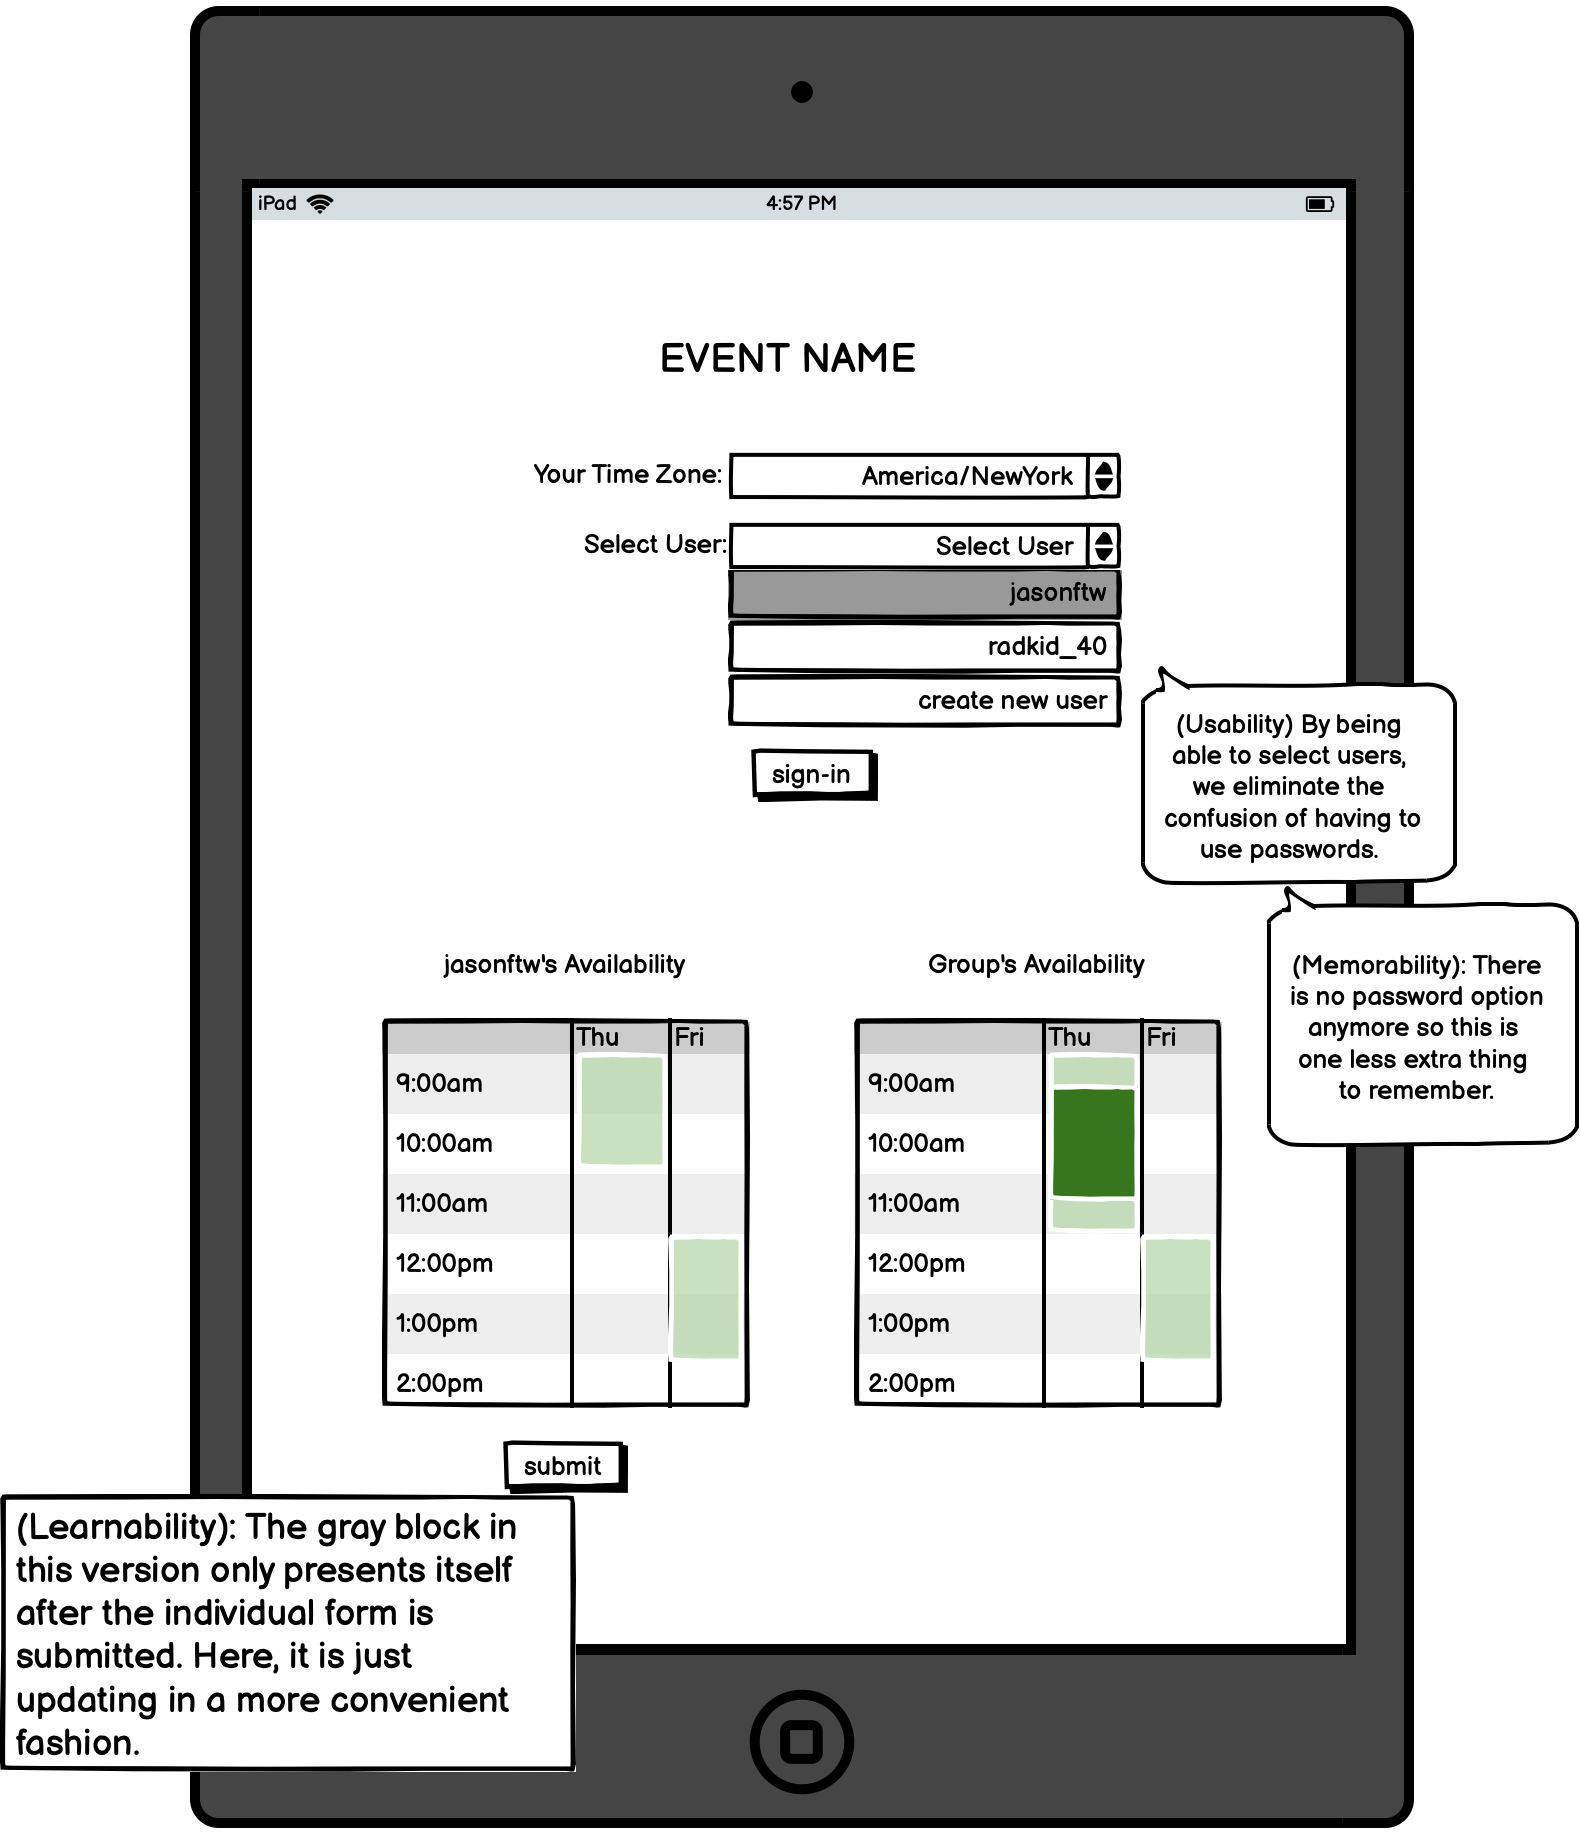 iPad 4:57 PM
EVENT NAME
Your Time Zone: America/NewYork
Select User: Select User
jasonftw
radkid_40
create new user
sign-in
(Usability) By being
able to select users,
we eliminate the
confusion of having to
use passwords.
(Memorability): There
is no password option
anymore so this is
one less extra thing
to remember.
jasonftw's Availability
Thu Fri
9:00am
10:00am
11:00am
12:00pm
1:00pm
2:00pm
submit
Group's Availability
Thu Fri
9:00am
10:00am
11:00am
12:00pm
1:00pm
2:00pm
(Learnability): The gray block in
this version only presents itself
after the individual form is
submitted. Here, it is just
updating in a more convenient
fashion.